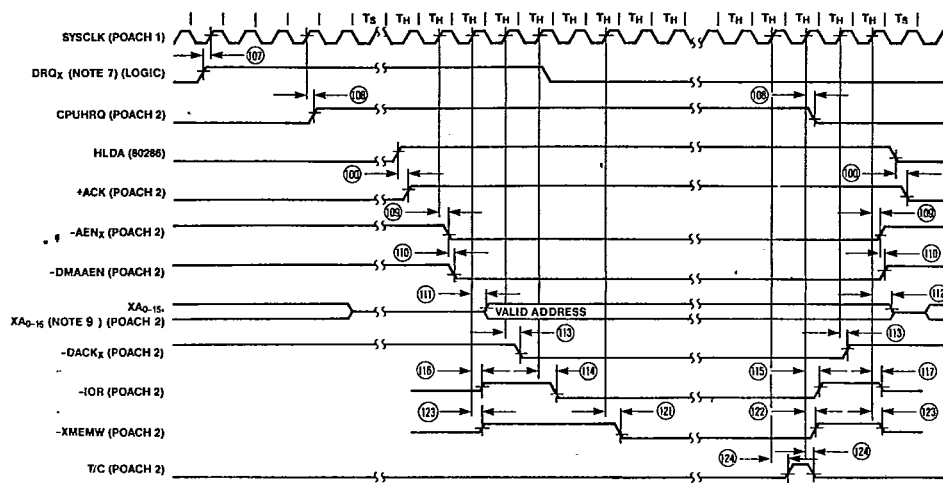 TS TH TH TH TH TH TH TH TH TH TH TH TH TH TH TS
SYSCLK (POACH 1)
107
DRQX (NOTE 7) (LOGIC)
108 108
CPUHRQ (POACH 2)
HLDA (80286)
100 100
+ACK (POACH 2)
109 109
-AENX (POACH 2)
110 110
-DMAAEN (POACH 2)
111 112
XA0-15,
XA0-16 (NOTE 9 ) (POACH 2)
VALID ADDRESS
113 113
-DACKX (POACH 2)
116 114 115 117
-IOR (POACH 2)
123 121 122 123
-XMEMW (POACH 2)
124 124
T/C (POACH 2)